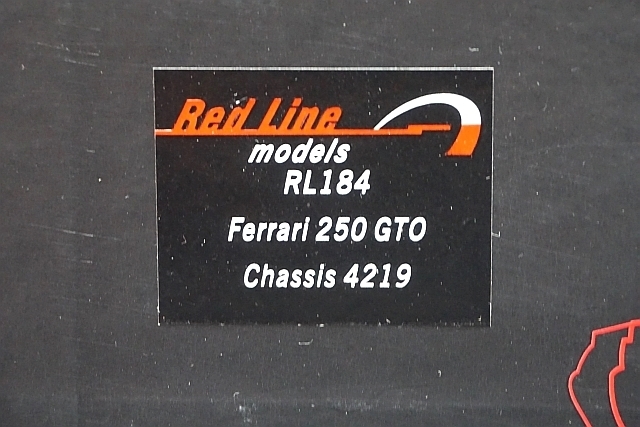 Red Line
models
RL184
Ferrari 250 GTO
Chassis 4219